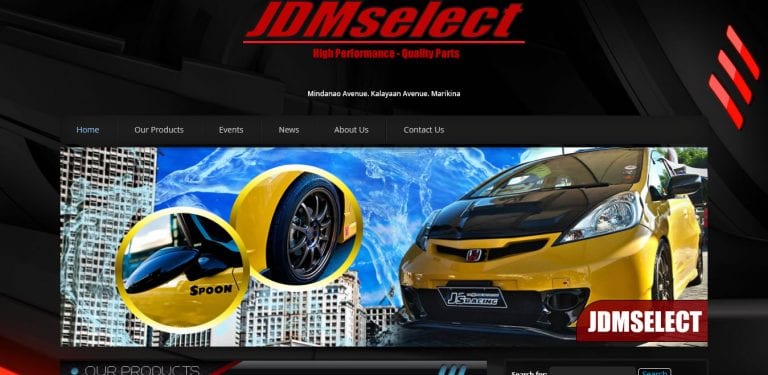 JDMselect
High Performance - Quality Parts
Mindanao Avenue. Kalayaan Avenue. Marikina
Home Our Products Events News About Us Contact Us
SPOON
J'S RACING
JDMSELECT
OUR PRODUCTS
Search for: Search